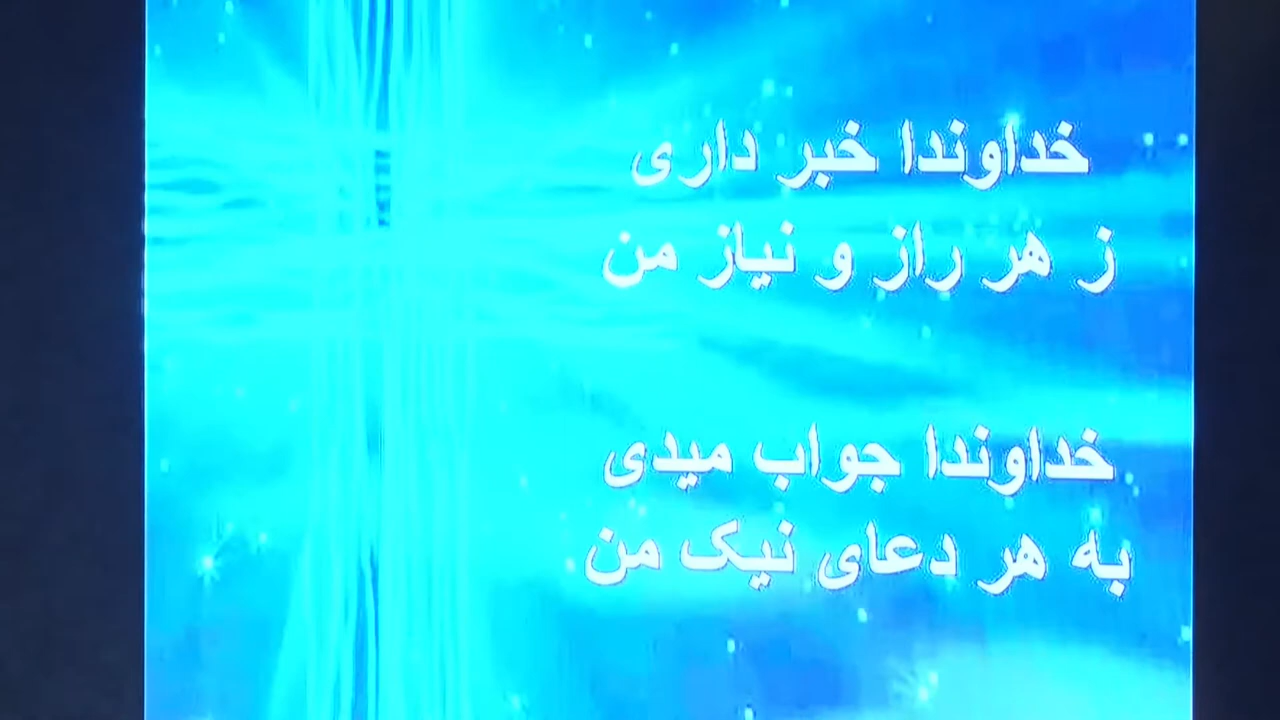 خداوندا خبر داری
ز هر راز و نیاز من
خداوندا جواب میدی
به هر دعای نیک من